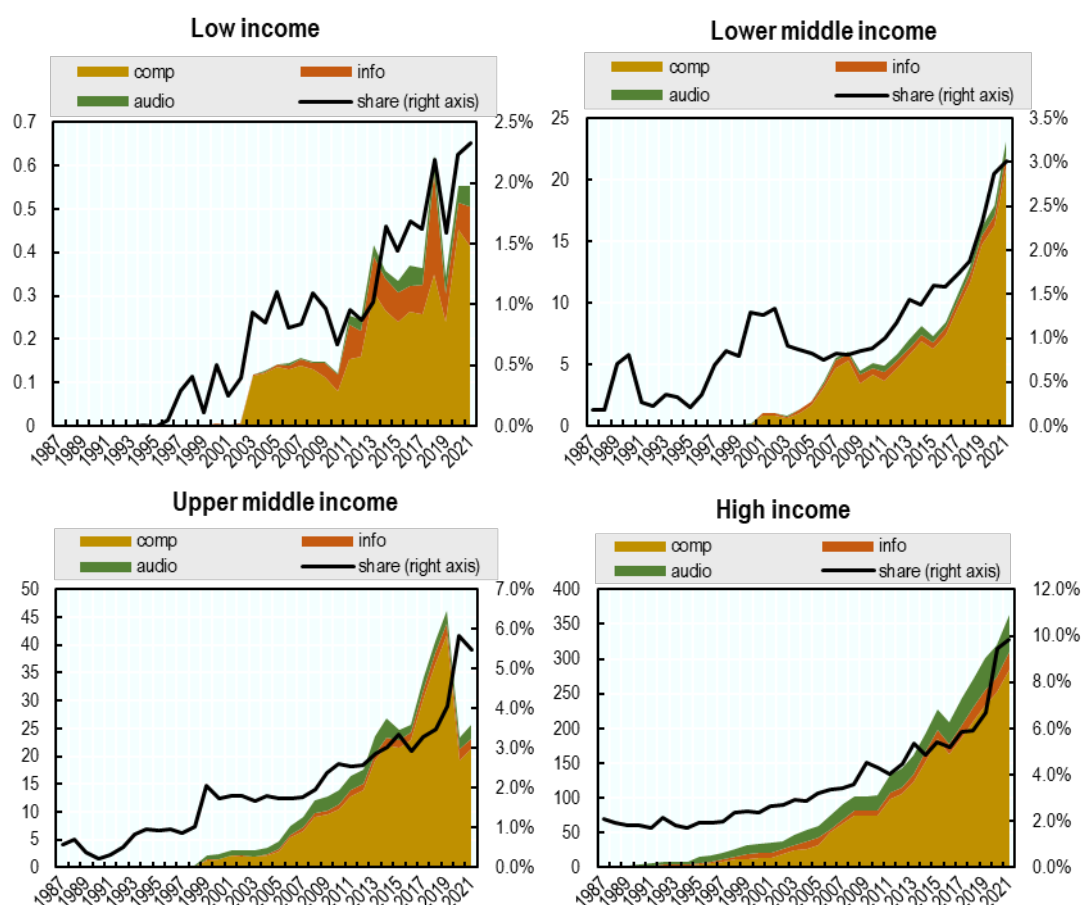 Low income
comp info
audio share (right axis)
0.7 2.5%
0.6
2.0%
0.5
0.4 1.5%
0.3 1.0%
0.2
0.5%
0.1
0 0.0%
1987 1989 1991 1993 1995 1997 1999 2001 2003 2005 2007 2009 2011 2013 2015 2017 2019 2021
Lower middle income
comp info
audio share (right axis)
25 3.5%
3.0%
20
2.5%
15 2.0%
10 1.5%
1.0%
5
0.5%
0 0.0%
1987 1989 1991 1993 1995 1997 1999 2001 2003 2005 2007 2009 2011 2013 2015 2017 2019 2021
Upper middle income
comp info
audio share (right axis)
50 7.0%
45
6.0%
40
35 5.0%
30 4.0%
25
20 3.0%
15 2.0%
10
1.0%
5
0 0.0%
1987 1989 1991 1993 1995 1997 1999 2001 2003 2005 2007 2009 2011 2013 2015 2017 2019 2021
High income
comp info
audio share (right axis)
400 12.0%
350
10.0%
300
8.0%
250
200 6.0%
150
4.0%
100
2.0%
50
0 0.0%
1987 1989 1991 1993 1995 1997 1999 2001 2003 2005 2007 2009 2011 2013 2015 2017 2019 2021